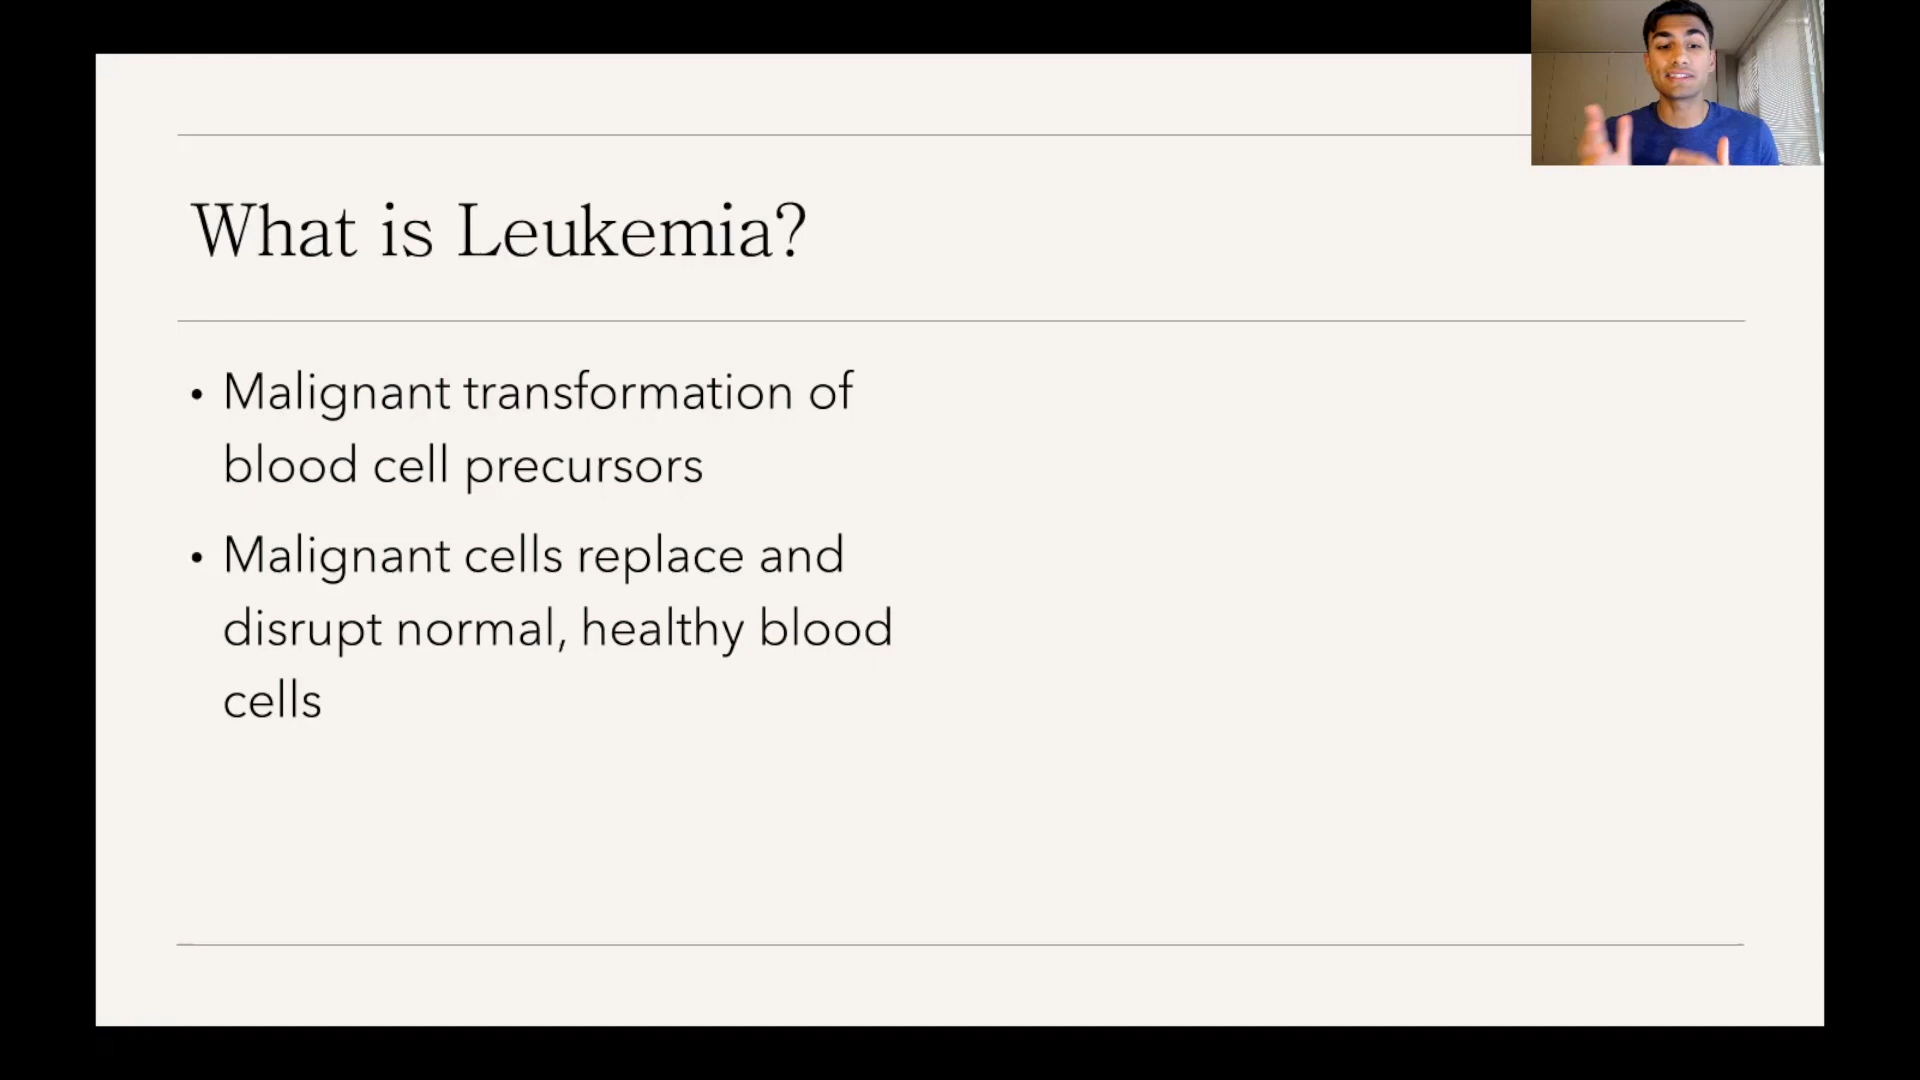 What is Leukemia?
• Malignant transformation of
blood cell precursors
• Malignant cells replace and
disrupt normal, healthy blood
cells